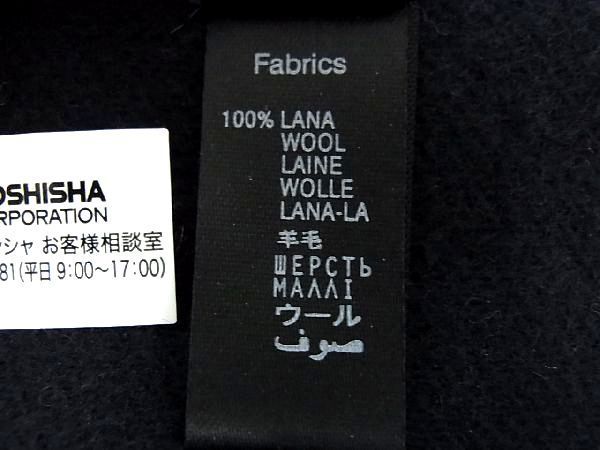 Fabrics
100% LANA
WOOL
LAINE
WOLLE
LANA-LA
羊毛
ШЕРСТЬ
ΜΑΛΛΙ
ウール
صوف
OSHISHA
RPORATION
シャ お客様相談室
81(平日 9:00～17:00)